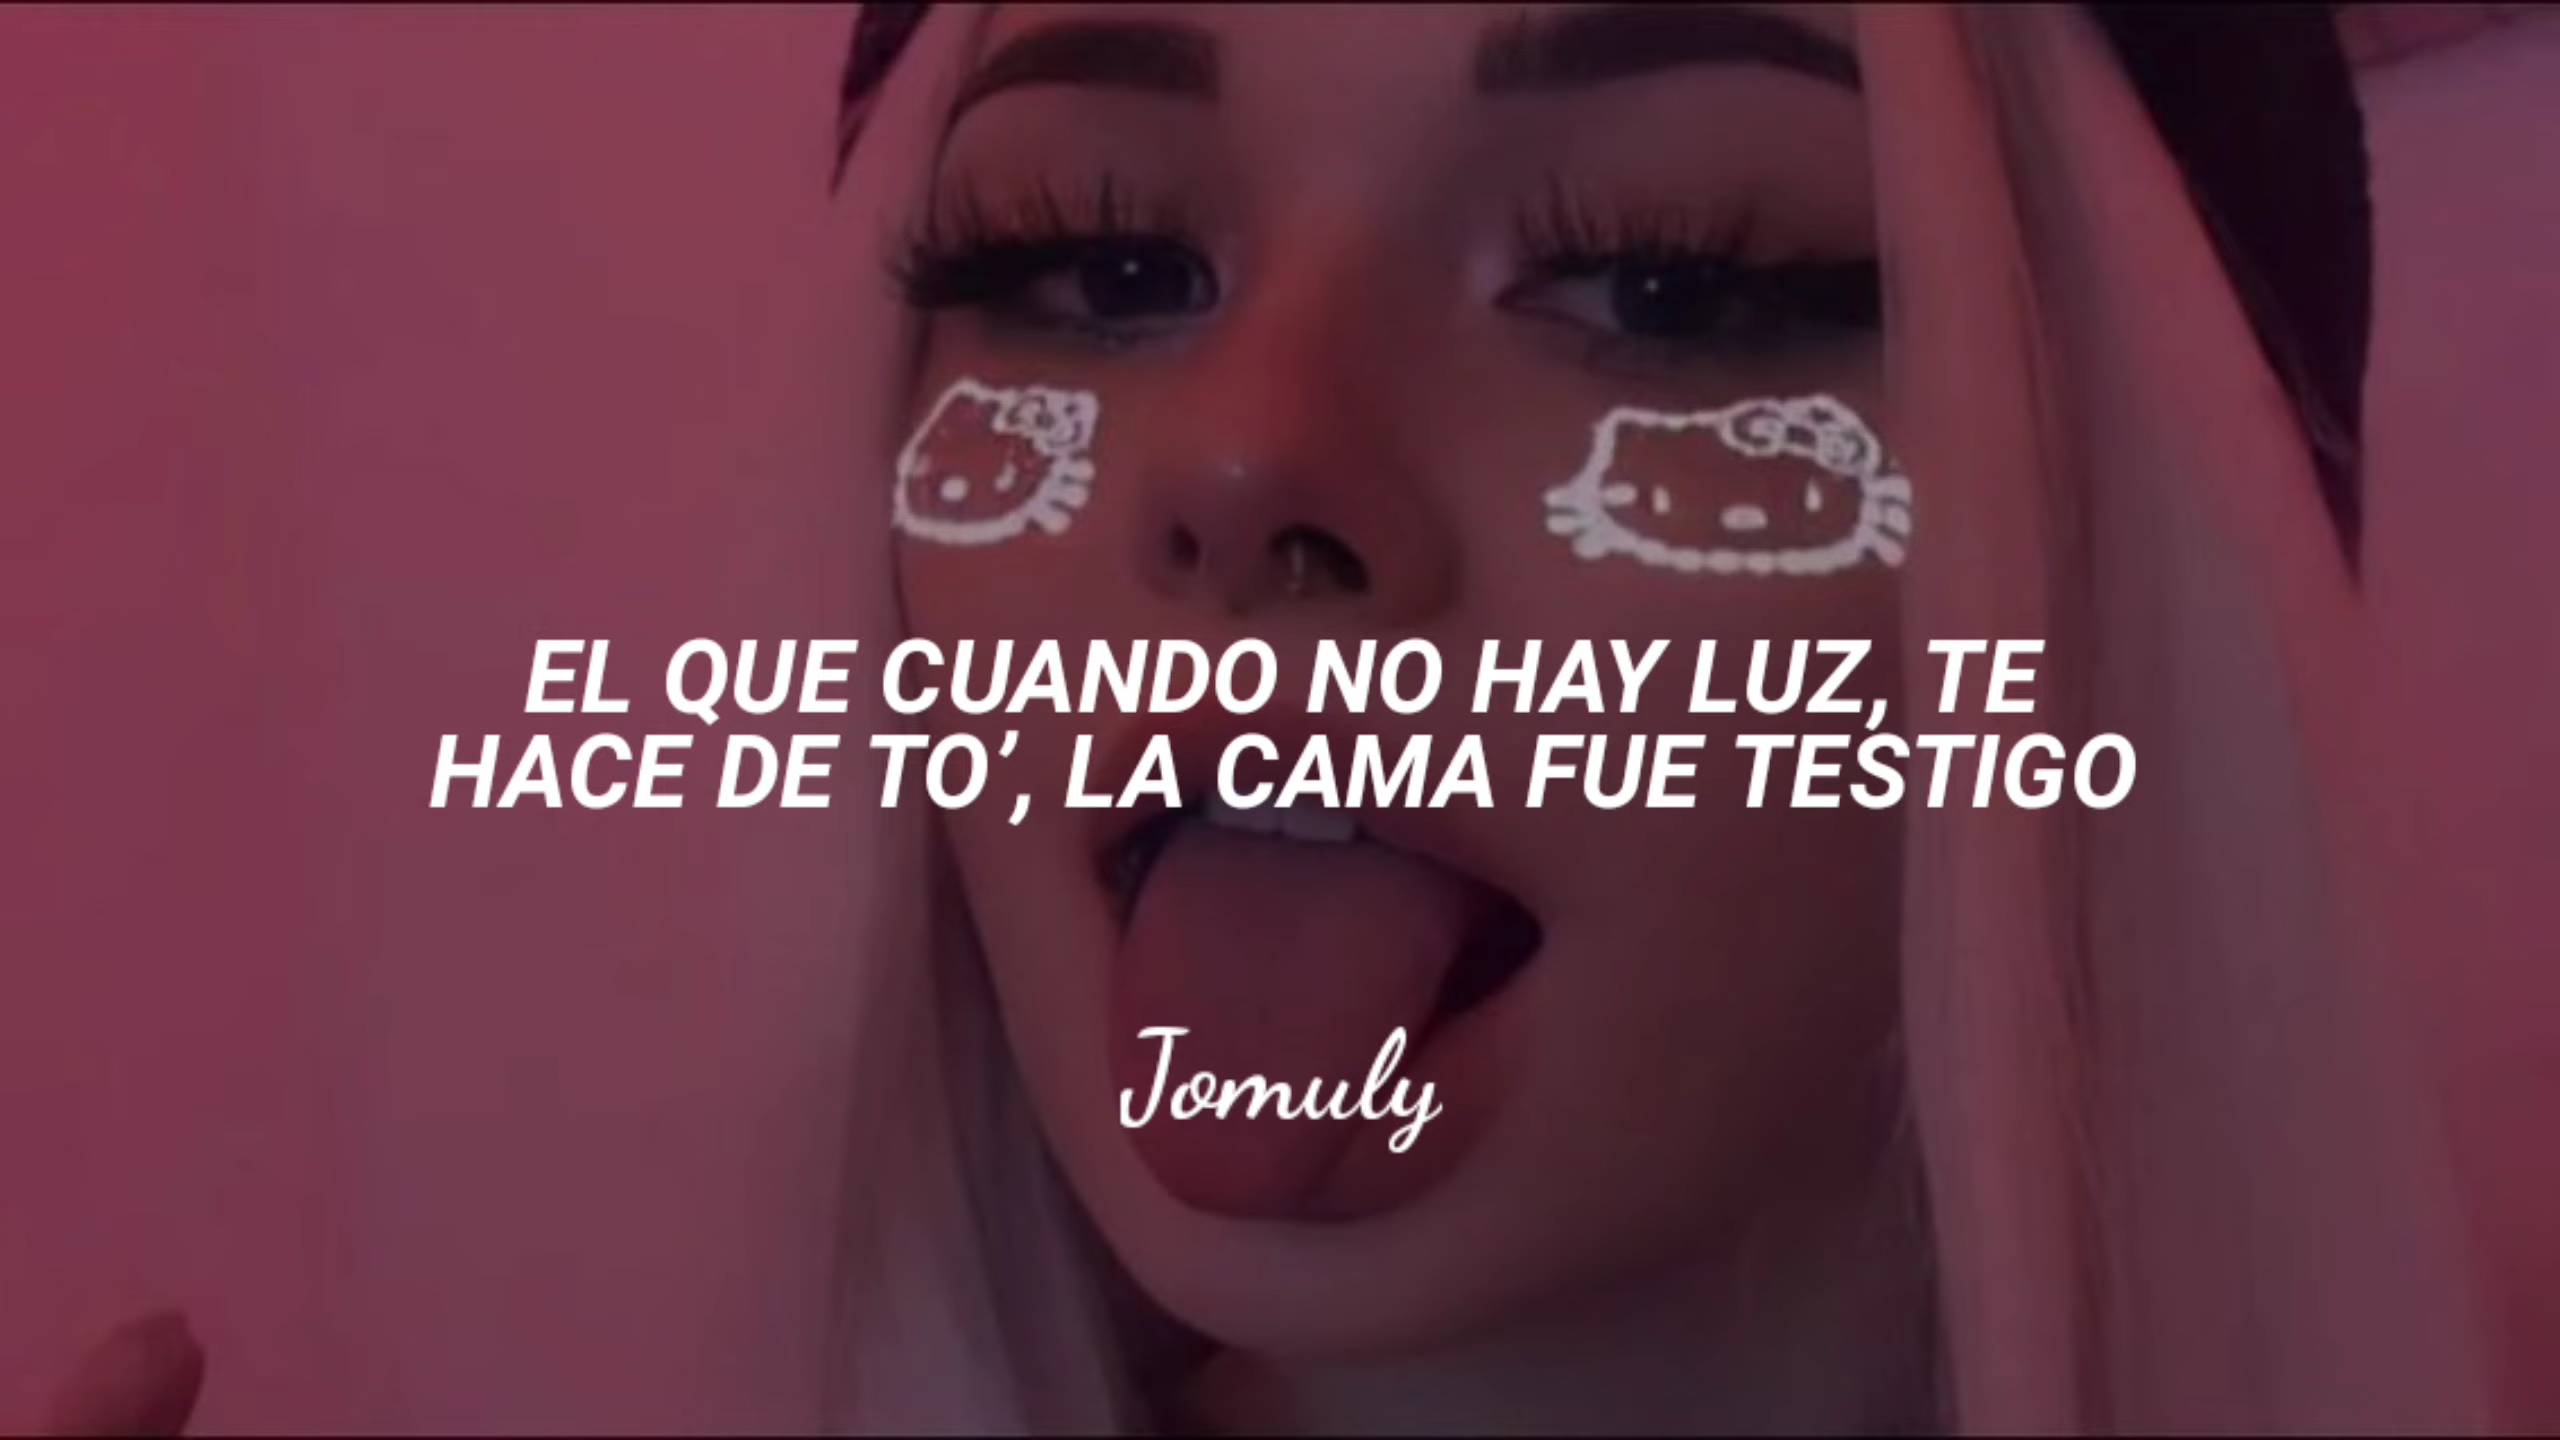 EL QUE CUANDO NO HAY LUZ, TE
HACE DE TO’, LA CAMA FUE TESTIGO
Jomuly